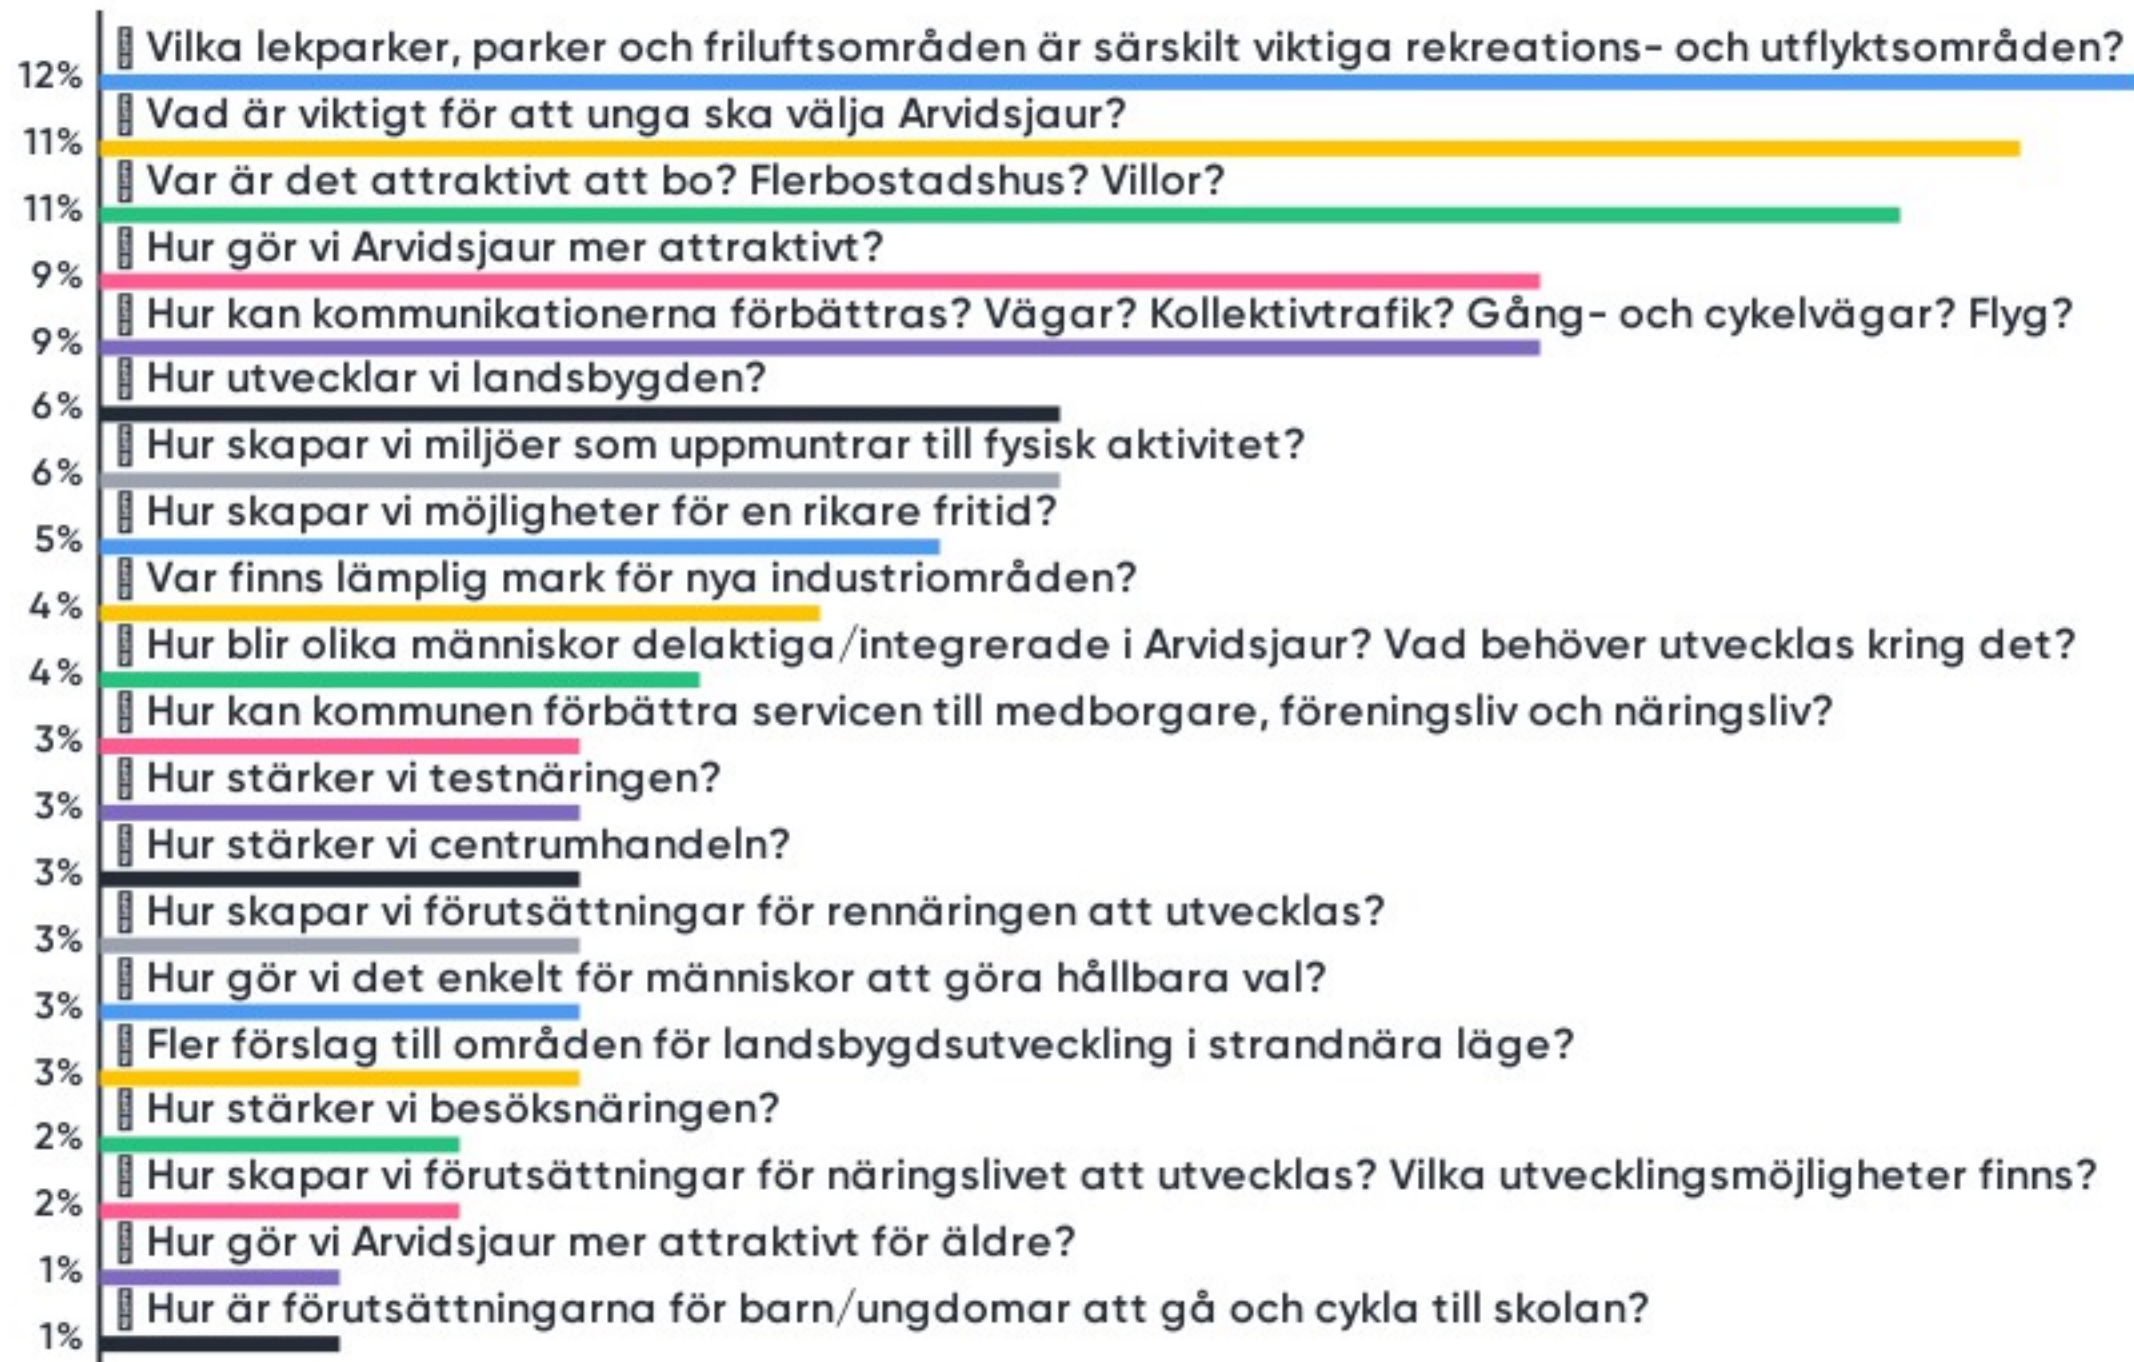 Vilka lekparker, parker och friluftsområden är särskilt viktiga rekreations- och utflyktsområden?
12%
Vad är viktigt för att unga ska välja Arvidsjaur?
11%
Var är det attraktivt att bo? Flerbostadshus? Villor?
11%
Hur gör vi Arvidsjaur mer attraktivt?
9%
Hur kan kommunikationerna förbättras? Vägar? Kollektivtrafik? Gång- och cykelvägar? Flyg?
9%
Hur utvecklar vi landsbygden?
6%
Hur skapar vi miljöer som uppmuntrar till fysisk aktivitet?
6%
Hur skapar vi möjligheter för en rikare fritid?
5%
Var finns lämplig mark för nya industriområden?
4%
Hur blir olika människor delaktiga/integrerade i Arvidsjaur? Vad behöver utvecklas kring det?
4%
Hur kan kommunen förbättra servicen till medborgare, föreningsliv och näringsliv?
3%
Hur stärker vi testnäringen?
3%
Hur stärker vi centrumhandeln?
3%
Hur skapar vi förutsättningar för rennäringen att utvecklas?
3%
Hur gör vi det enkelt för människor att göra hållbara val?
3%
Fler förslag till områden för landsbygdsutveckling i strandnära läge?
3%
Hur stärker vi besöksnäringen?
2%
Hur skapar vi förutsättningar för näringslivet att utvecklas? Vilka utvecklingsmöjligheter finns?
2%
Hur gör vi Arvidsjaur mer attraktivt för äldre?
1%
Hur är förutsättningarna för barn/ungdomar att gå och cykla till skolan?
1%